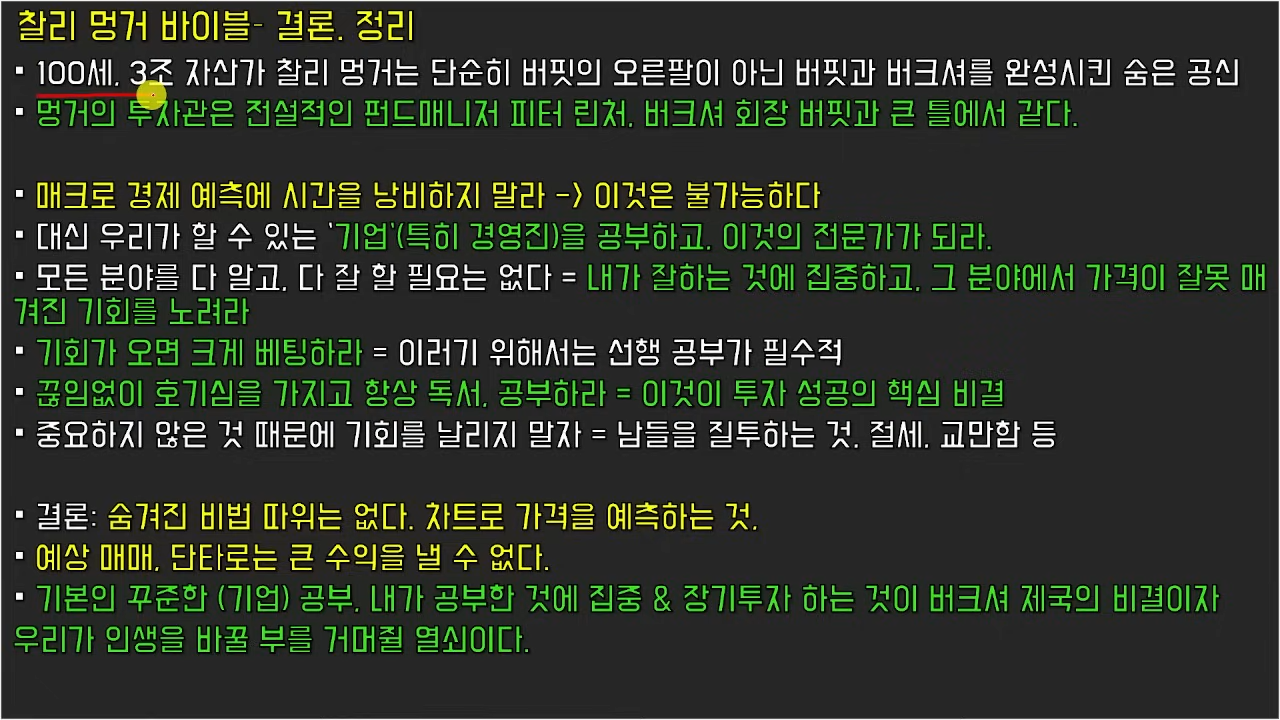 찰리 멍거 바이블- 결론. 정리
▪ 100세. 3조 자산가 찰리 멍거는 단순히 버핏의 오른팔이 아닌 버핏과 버크셔를 완성시킨 숨은 공신
▪ 멍거의 투자관은 전설적인 펀드매니저 피터 린처, 버크셔 회장 버핏과 큰 틀에서 같다.
▪ 매크로 경제 예측에 시간을 낭비하지 말라 -> 이것은 불가능하다
▪ 대신 우리가 할 수 있는 '기업'(특히 경영진)을 공부하고, 이것의 전문가가 되라.
▪ 모든 분야를 다 알고, 다 잘 할 필요는 없다 = 내가 잘하는 것에 집중하고, 그 분야에서 가격이 잘못 매
겨진 기회를 노려라
▪ 기회가 오면 크게 베팅하라 = 이러기 위해서는 선행 공부가 필수적
▪ 끊임없이 호기심을 가지고 항상 독서, 공부하라 = 이것이 투자 성공의 핵심 비결
▪ 중요하지 않은 것 때문에 기회를 날리지 말자 = 남들을 질투하는 것, 절세, 교만함 등
▪ 결론: 숨겨진 비법 따위는 없다. 차트로 가격을 예측하는 것,
▪ 예상 매매, 단타로는 큰 수익을 낼 수 없다.
▪ 기본인 꾸준한 (기업) 공부, 내가 공부한 것에 집중 & 장기투자 하는 것이 버크셔 제국의 비결이자
우리가 인생을 바꿀 부를 거머쥘 열쇠이다.